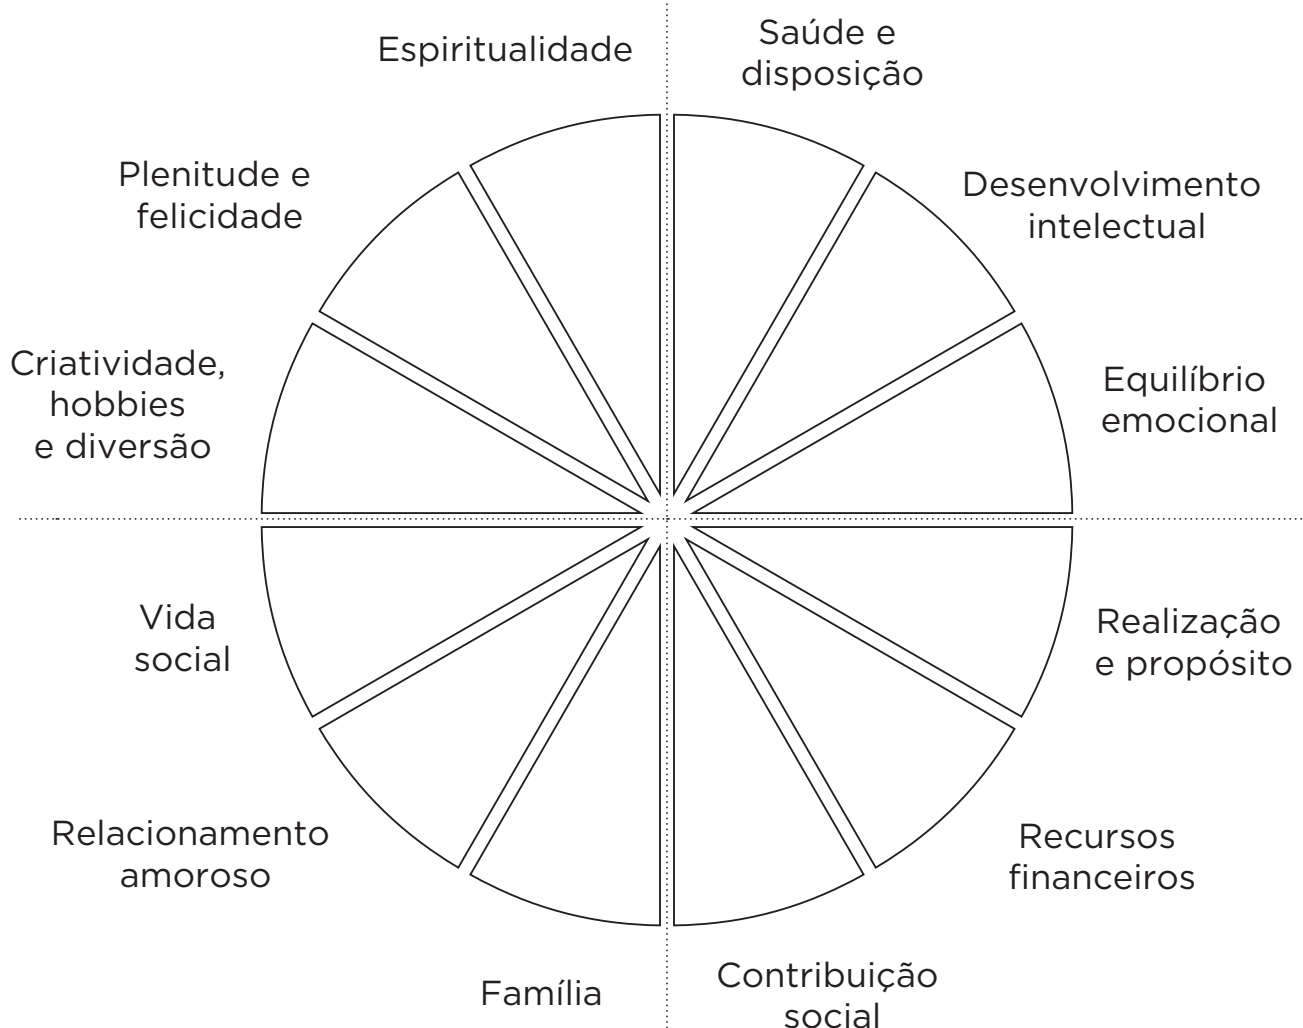 Espiritualidade
Saúde e
disposição
Plenitude e
felicidade
Desenvolvimento
intelectual
Criatividade,
hobbies
e diversão
Equilíbrio
emocional
Vida
social
Realização
e propósito
Relacionamento
amoroso
Recursos
financeiros
Família
Contribuição
social